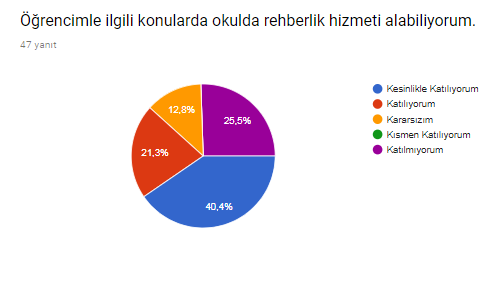 Öğrencimle ilgili konularda okulda rehberlik hizmeti alabiliyorum.
47 yanıt
Kesinlikle Katılıyorum
Katılıyorum
Kararsızım
Kısmen Katılıyorum
Katılmıyorum
12,8%
25,5%
21,3%
40,4%